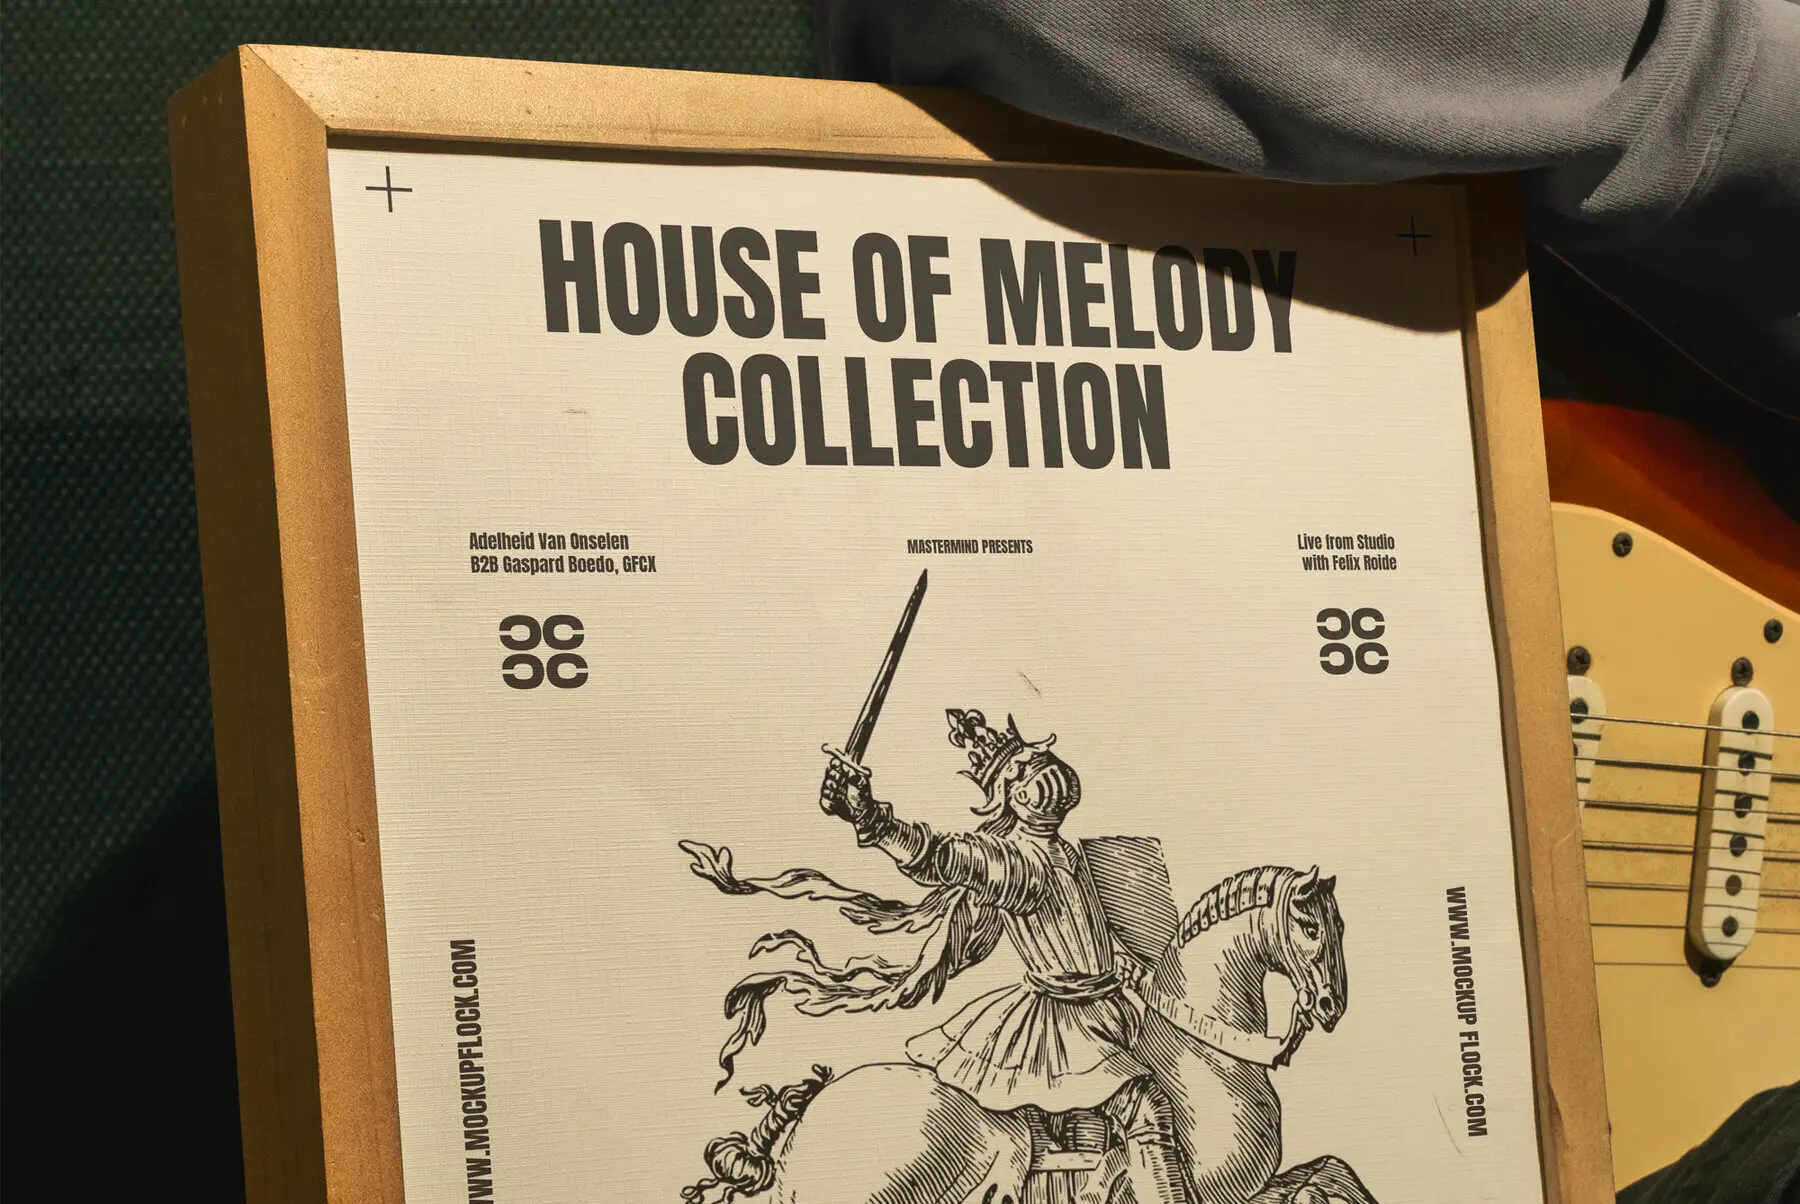 HOUSE OF MELODY
COLLECTION
Adelheid Van Onselen
B2B Gaspard Boedo, GFCX
MASTERMIND PRESENTS
Live from Studio
with Felix Roide
WWW.MOCKUPFLOCK.COM
WWW.MOCKUP FLOCK.COM